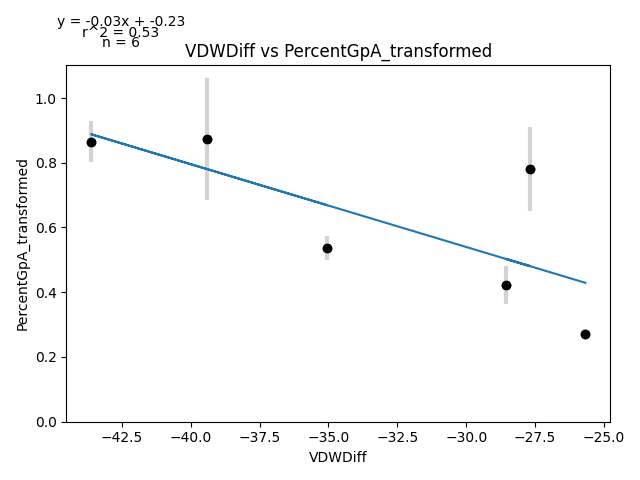 y = -0.03x + -0.23
r^2 = 0.53
n = 6
VDWDiff vs PercentGpA_transformed
1.0
0.8
0.6
0.4
0.2
0.0
PercentGpA_transformed
−42.5 −40.0 −37.5 −35.0 −32.5 −30.0 −27.5 −25.0
VDWDiff